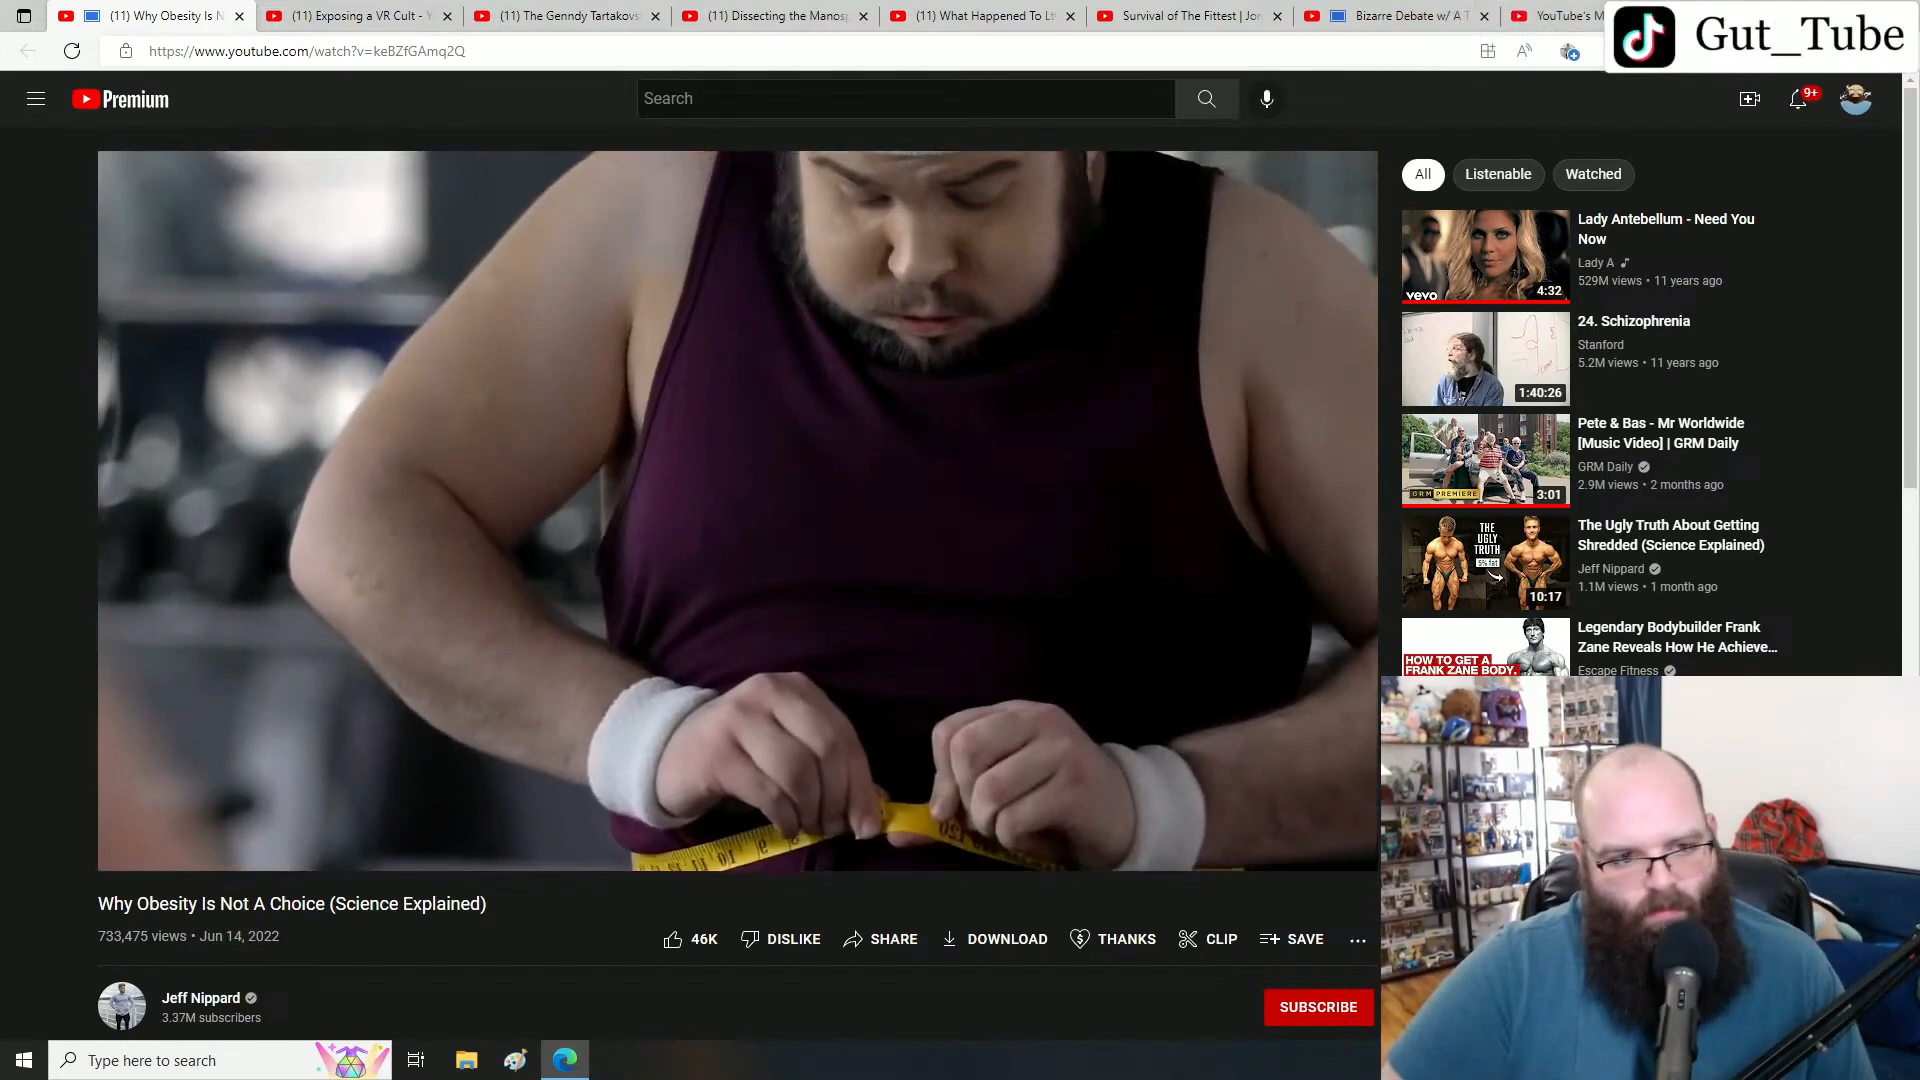 (11) Why Obesity Is N
(11) Exposing a VR Cult - Y
(11) The Genndy Tartakovs
(11) Dissecting the Manosp
(11) What Happened To Lt
Survival of The Fittest | Jor
Bizarre Debate w/ A T
YouTube's M
Gut_Tube
https://www.youtube.com/watch?v=keBZfGAmq2Q
Premium
Search
9+
All
Listenable
Watched
Lady Antebellum - Need You
Now
Lady A
529M views • 11 years ago
vevo
4:32
24. Schizophrenia
Stanford
5.2M views • 11 years ago
1:40:26
Pete & Bas - Mr Worldwide
[Music Video] | GRM Daily
GRM Daily
2.9M views • 2 months ago
GRM PREMIERE
3:01
The Ugly Truth About Getting
Shredded (Science Explained)
Jeff Nippard
1.1M views • 1 month ago
THE
UGLY
TRUTH
5% fat
10:17
Legendary Bodybuilder Frank
Zane Reveals How He Achieve...
Escape Fitness
HOW TO GET A
FRANK ZANE BODY.
10
9
20
Why Obesity Is Not A Choice (Science Explained)
733,475 views • Jun 14, 2022
46K
DISLIKE
SHARE
DOWNLOAD
THANKS
CLIP
SAVE
Jeff Nippard
3.37M subscribers
SUBSCRIBE
Type here to search